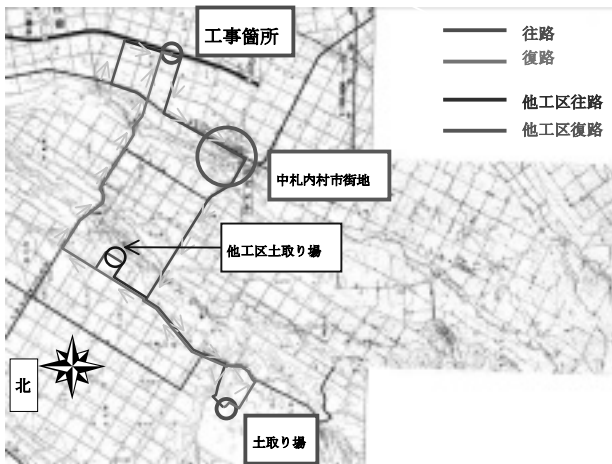 工事箇所
往路
復路
他工区往路
他工区復路
中札内村市街地
他工区土取り場
北
土取り場